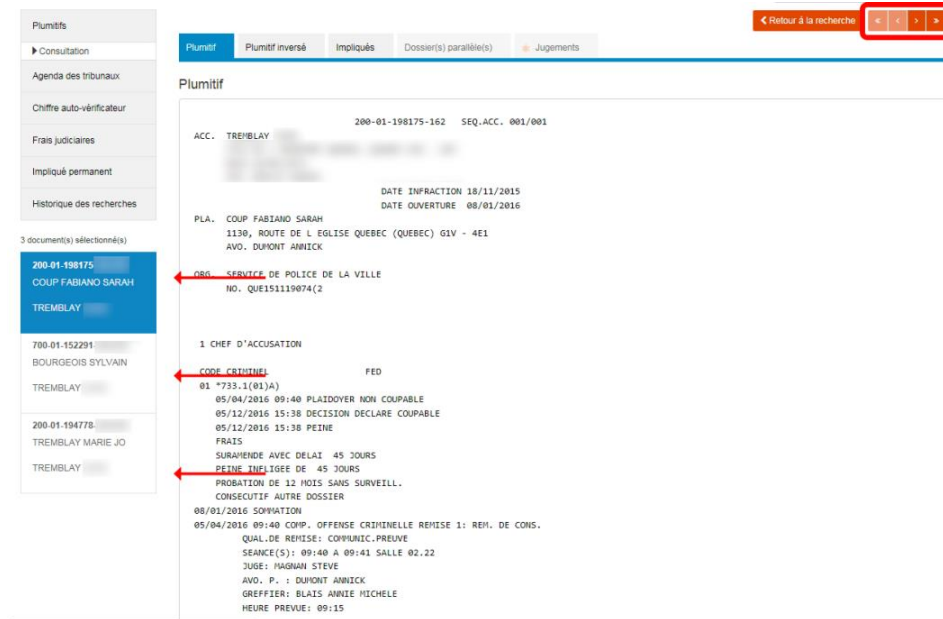 Plumitifs
Consultation
Agenda des tribunaux
Chiffre auto-vérificateur
Frais judiciaires
Impliqué permanent
Historique des recherches
3 document(s) sélectionné(s)
200-01-198175
COUP FABIANO SARAH
TREMBLAY
700-01-152291-
BOURGEOIS SYLVAIN
TREMBLAY
200-01-194778-
TREMBLAY MARIE JO
TREMBLAY
Retour à la recherche « ‹ › »
Plumitif Plumitif inversé Impliqués Dossier(s) parallèle(s) Jugements
Plumitif
200-01-198175-162 SEQ.ACC. 001/001
ACC. TREMBLAY
DATE INFRACTION 18/11/2015
DATE OUVERTURE 08/01/2016
PLA. COUP FABIANO SARAH
1130, ROUTE DE L EGLISE QUEBEC (QUEBEC) G1V - 4E1
AVO. DUMONT ANNICK
ORG. SERVICE DE POLICE DE LA VILLE
NO. QUE151119074(2
1 CHEF D'ACCUSATION
CODE CRIMINEL FED
01 *733.1(01)A)
05/04/2016 09:40 PLAIDOYER NON COUPABLE
05/12/2016 15:38 DECISION DECLARE COUPABLE
05/12/2016 15:38 PEINE
FRAIS
SURAMENDE AVEC DELAI 45 JOURS
PEINE INFLIGEE DE 45 JOURS
PROBATION DE 12 MOIS SANS SURVEILL.
CONSECUTIF AUTRE DOSSIER
08/01/2016 SOMMATION
05/04/2016 09:40 COMP. OFFENSE CRIMINELLE REMISE 1: REM. DE CONS.
QUAL.DE REMISE: COMMUNIC.PREUVE
SEANCE(S): 09:40 A 09:41 SALLE 02.22
JUGE: MAGNAN STEVE
AVO. P. : DUMONT ANNICK
GREFFIER: BLAIS ANNIE MICHELE
HEURE PREVUE: 09:15